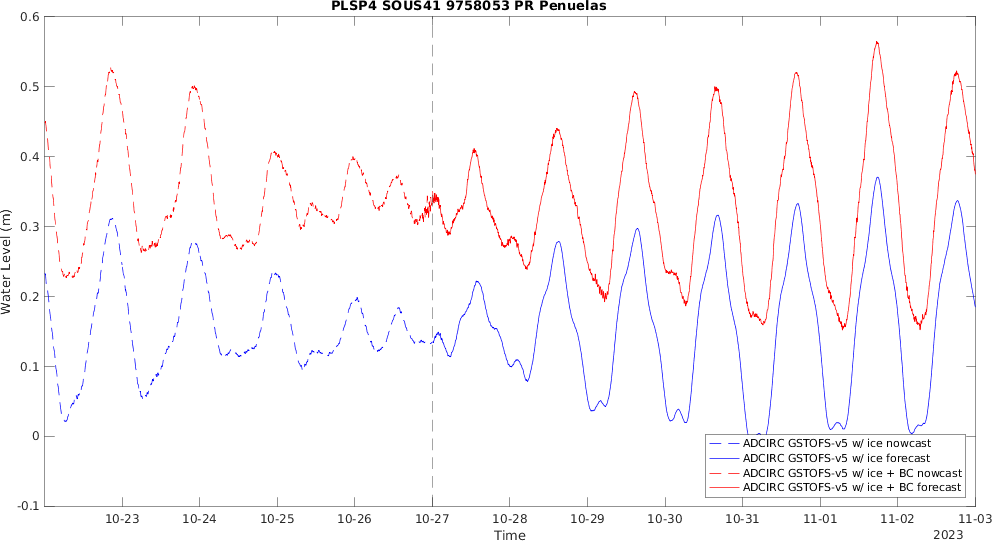 PLSP4 SOUS41 9758053 PR Penuelas
0.6
0.5
0.4
0.3
0.2
0.1
0
-0.1
Water Level (m)
10-23 10-24 10-25 10-26 10-27 10-28 10-29 10-30 10-31 11-01 11-02 11-03
Time
2023
ADCIRC GSTOFS-v5 w/ ice nowcast
ADCIRC GSTOFS-v5 w/ ice forecast
ADCIRC GSTOFS-v5 w/ ice + BC nowcast
ADCIRC GSTOFS-v5 w/ ice + BC forecast